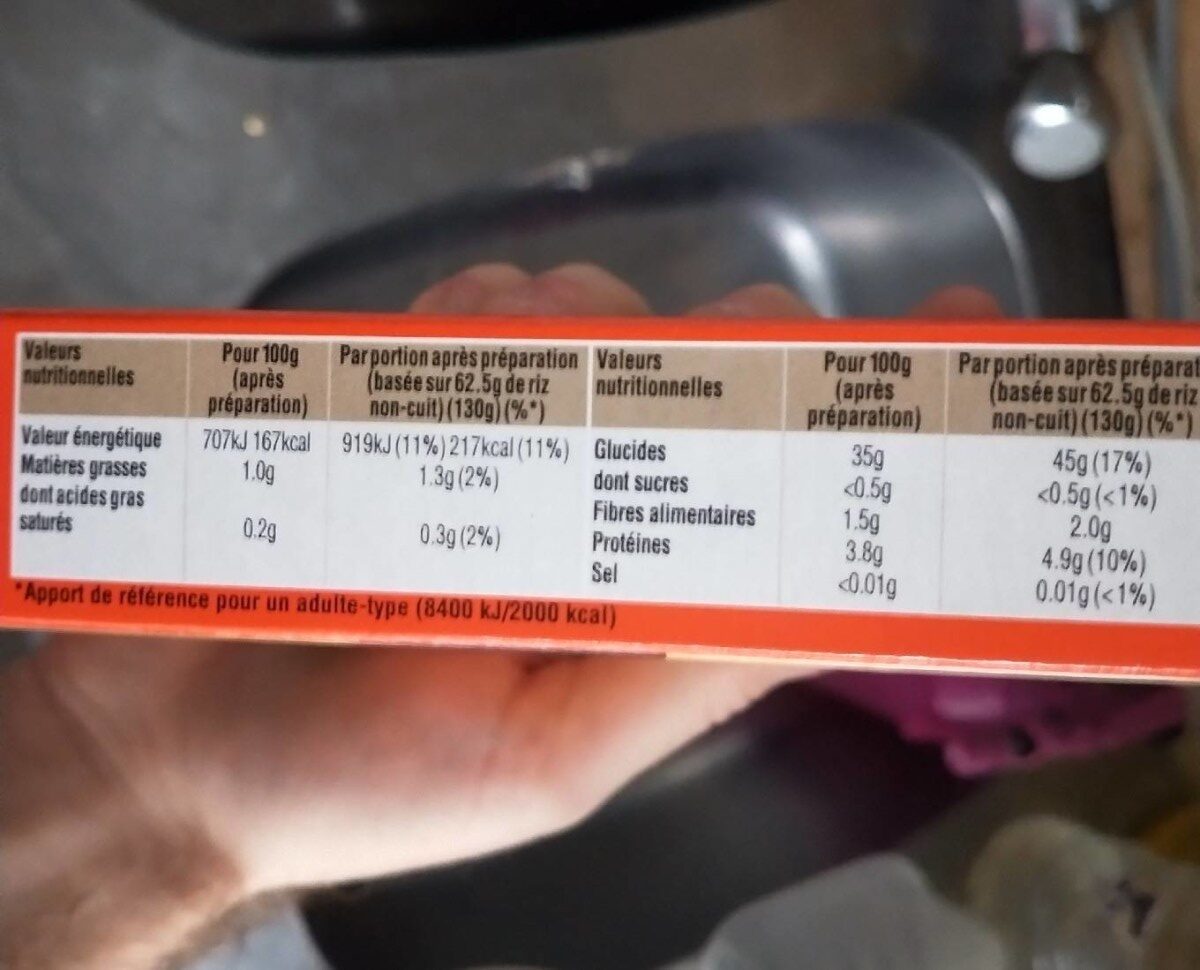 Valeurs nutritionnelles Pour 100g (après préparation) Par portion après préparation (basée sur 62.5g de riz non-cuit) (130g) (%*)
Valeur énergétique 707kJ 167kcal 919kJ (11%) 217kcal (11%)
Matières grasses 1.0g 1.3g (2%)
dont acides gras saturés 0.2g 0.3g (2%)
Valeurs nutritionnelles Pour 100g (après préparation) Par portion après préparat (basée sur 62.5g de riz non-cuit) (130g) (%*)
Glucides 35g 45g (17%)
dont sucres <0.5g <0.5g (<1%)
Fibres alimentaires 1.5g 2.0g
Protéines 3.8g 4.9g (10%)
Sel <0.01g 0.01g (<1%)
*Apport de référence pour un adulte-type (8400 kJ/2000 kcal)